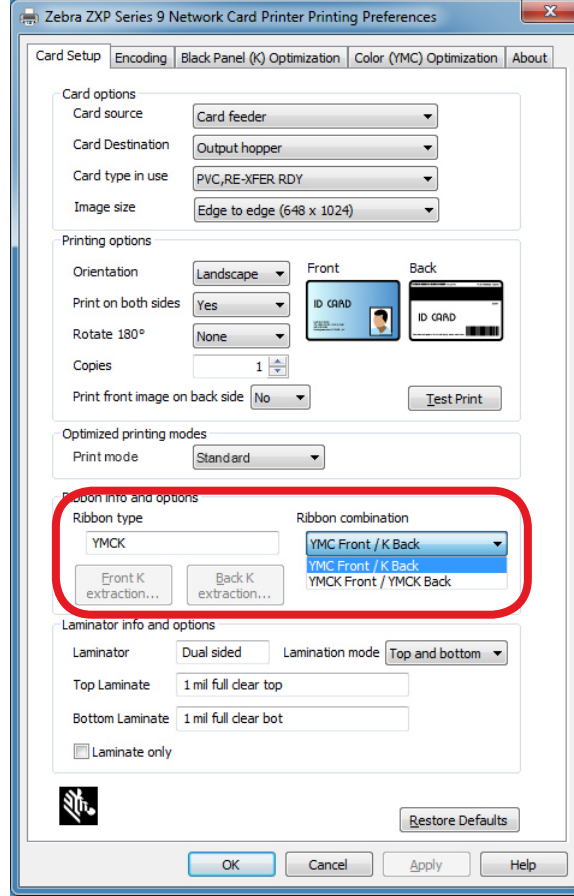 Zebra ZXP Series 9 Network Card Printer Printing Preferences
Card Setup Encoding Black Panel (K) Optimization Color (YMC) Optimization About
Card options
Card source Card feeder
Card Destination Output hopper
Card type in use PVC,RE-XFER RDY
Image size Edge to edge (648 x 1024)
Printing options
Orientation Landscape Front Back
Print on both sides Yes
ID CARD ID CARD
Rotate 180° None
Copies 1
Print front image on back side No Test Print
Optimized printing modes
Print mode Standard
Ribbon info and options
Ribbon type Ribbon combination
YMCK YMC Front / K Back
YMC Front / K Back
YMCK Front / YMCK Back
Front K extraction... Back K extraction...
Laminator info and options
Laminator Dual sided Lamination mode Top and bottom
Top Laminate 1 mil full clear top
Bottom Laminate 1 mil full clear bot
Laminate only
Restore Defaults
OK Cancel Apply Help